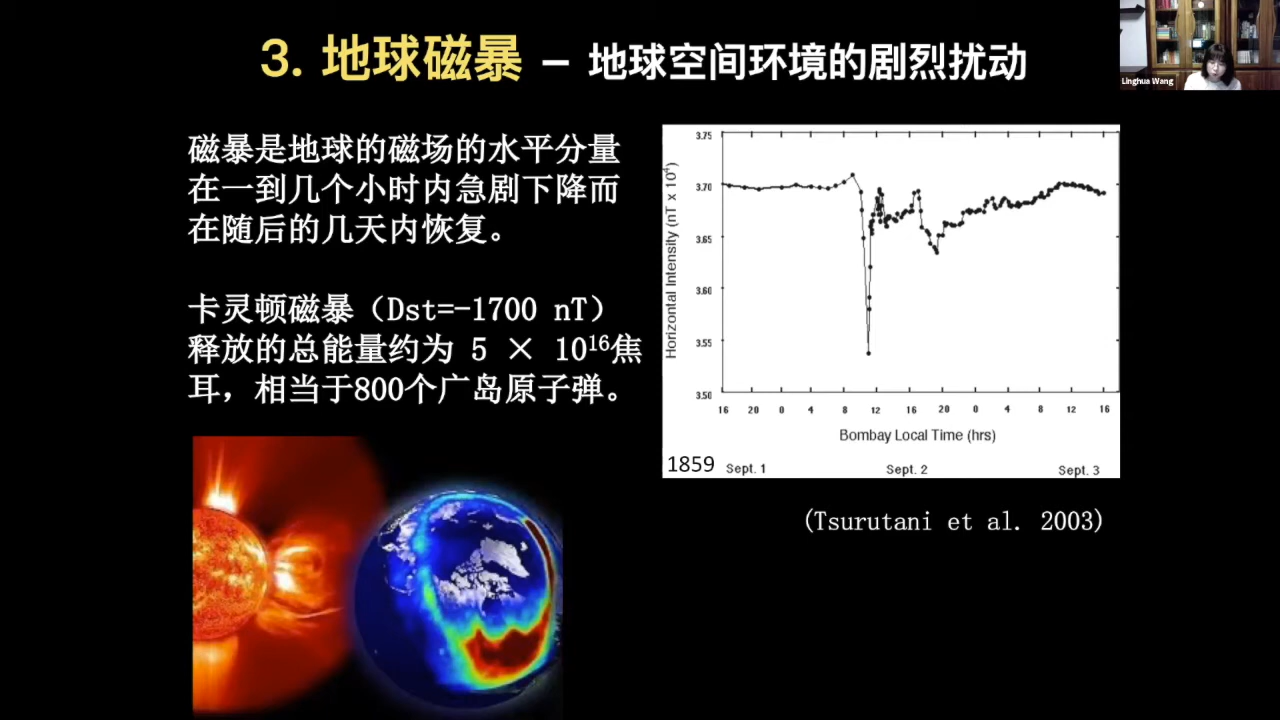 3. 地球磁暴 – 地球空间环境的剧烈扰动
Linghua Wang
磁暴是地球的磁场的水平分量
在一到几个小时内急剧下降而
在随后的几天内恢复。
卡灵顿磁暴（Dst=-1700 nT）
释放的总能量约为 5 × 10¹⁶焦
耳，相当于800个广岛原子弹。
Horizontal Intensity (nT x 10⁴)
3.75
3.70
3.65
3.60
3.55
3.50
16 20 0 4 8 12 16 20 0 4 8 12 16
Bombay Local Time (hrs)
1859 Sept. 1 Sept. 2 Sept. 3
(Tsurutani et al. 2003)